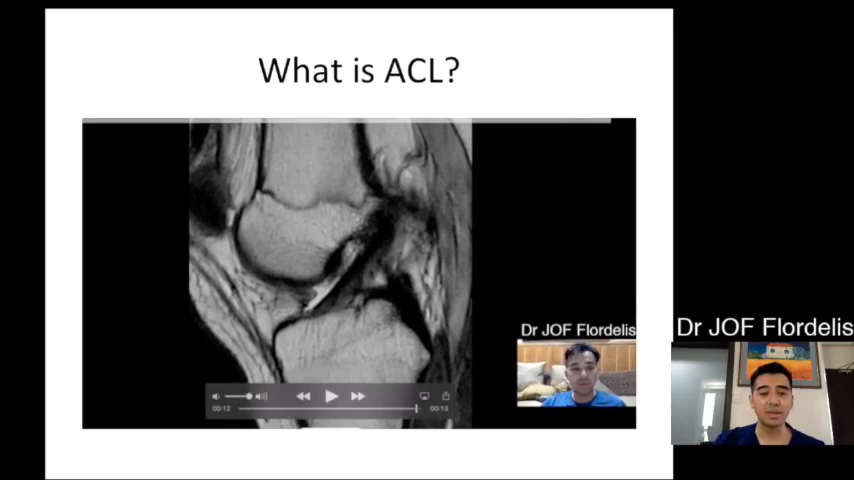 What is ACL?
Dr JOF Flordelis
Dr JOF Flordelis
00:12
00:13